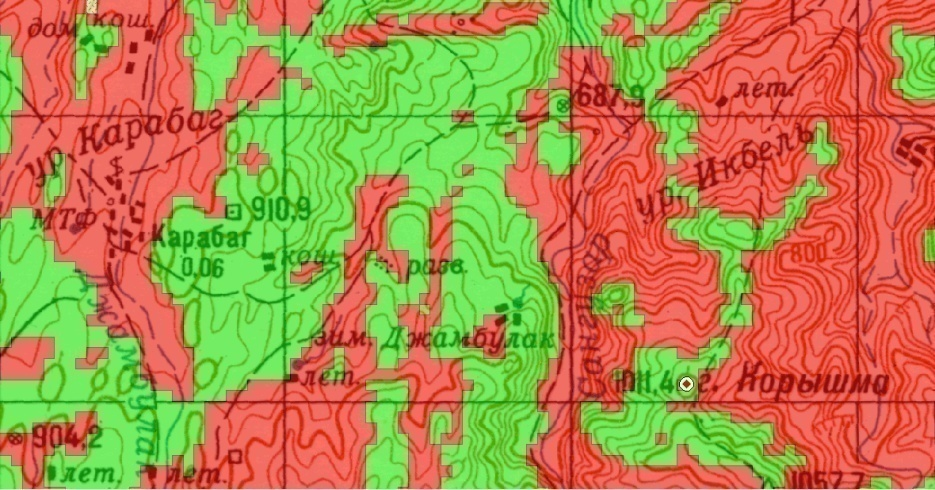 дом
кош.
687,9
лет.
ур. Карабаг
ур. Икбель
МТФ
910,9
Карабаг
0,06
кош.
разв.
800
зим. Джамбулак
лет.
1011,4
г. Корышма
904,2
лет.
лет.
1057,7